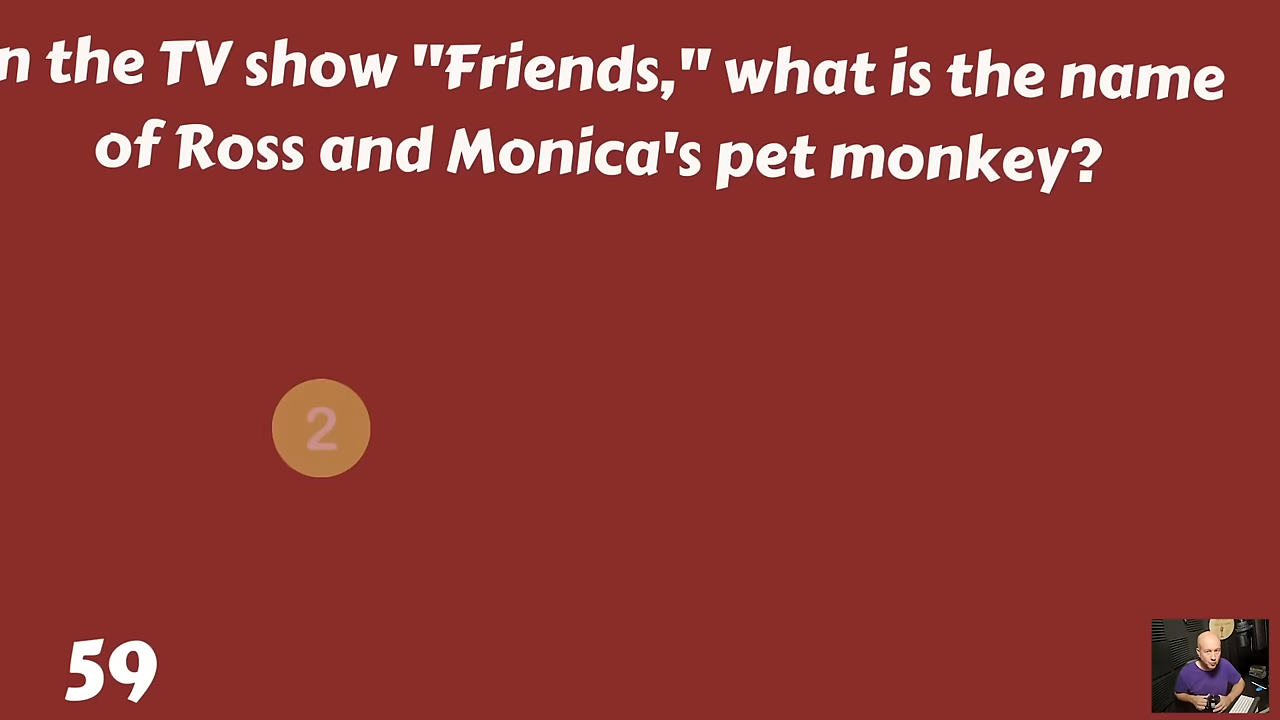 n the TV show "Friends," what is the name
of Ross and Monica's pet monkey?
2
59